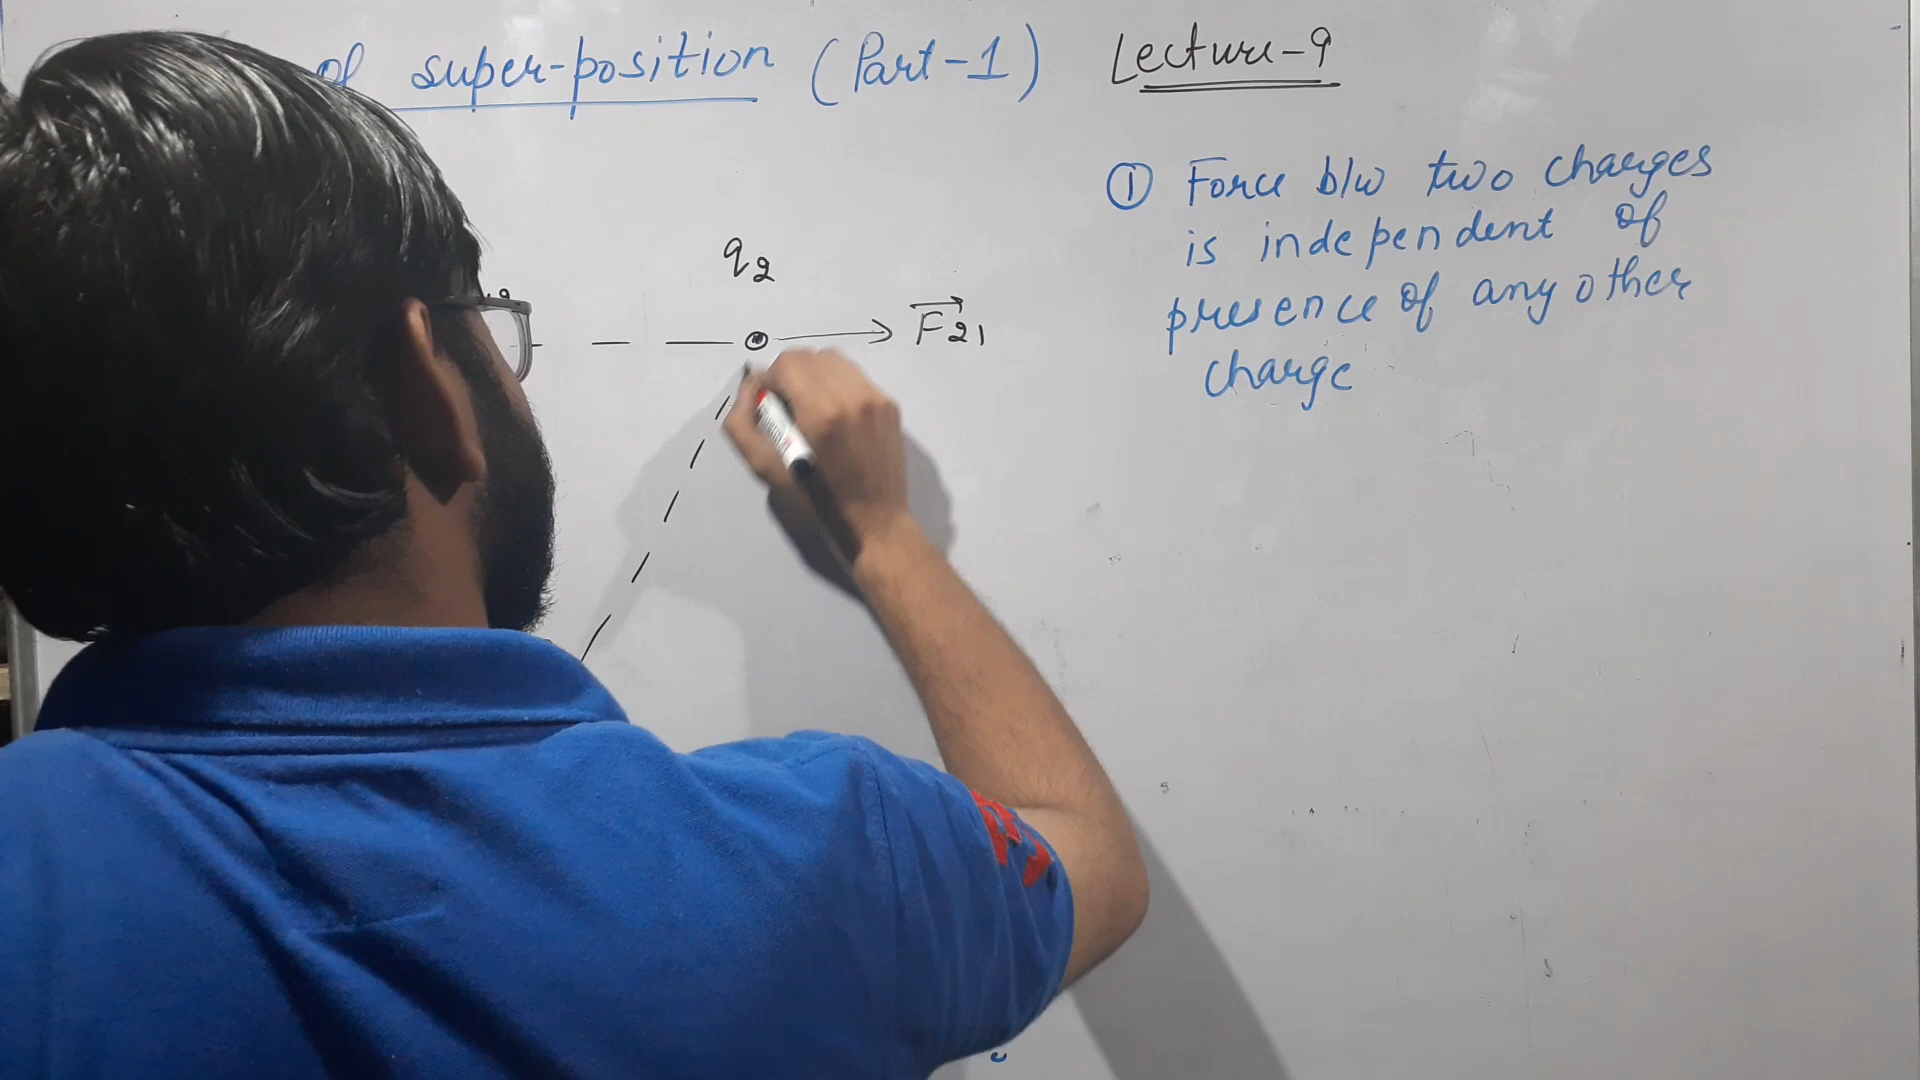 of super-position (Part-1) Lecture-9
① Force b/w two charges
is independent of
presence of any other
charge
q₂
F₂₁